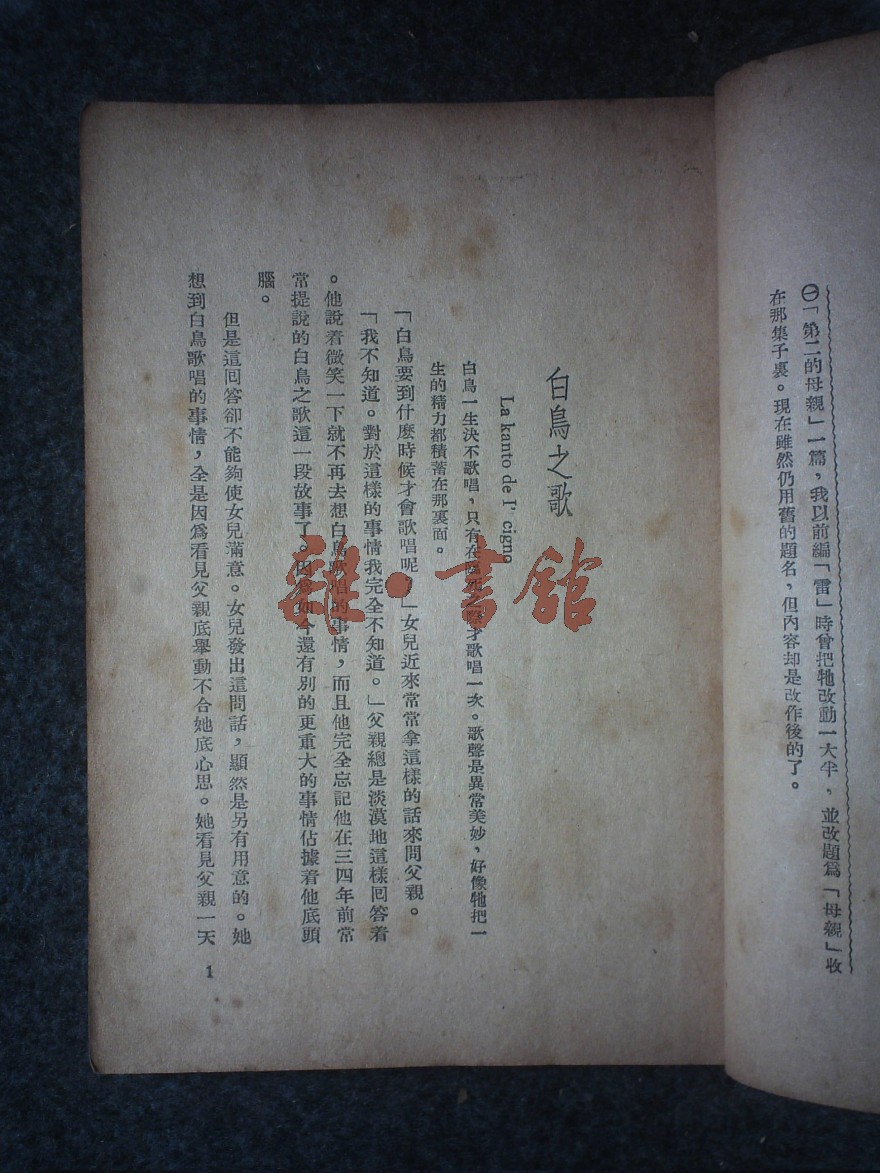 ㊀「第二的母親」一篇，我以前編「雷」時曾把牠改動一大半，並改題爲「母親」收
在那集子裏。現在雖然仍用舊的題名，但內容却是改作後的了。
白鳥之歌
La kanto de l' cigno
白鳥一生決不歌唱，只有在臨死之際才歌唱一次。歌聲是異常美妙，好像牠把一
生的精力都積蓄在那裏面。
「白鳥要到什麽時候才會歌唱呢？」女兒近來常常拿這樣的話來問父親。
「我不知道。對於這樣的事情我完全不知道。」父親總是淡漠地這樣回答着
。他說着微笑一下就不再去想白鳥歌唱的事情，而且他完全忘記他在三四年前常
常提說的白鳥之歌這一段故事了。因爲如今還有別的更重大的事情佔據着他底頭
腦。
但是這回答卻不能夠使女兒滿意。女兒發出這問話，顯然是另有用意的。她
想到白鳥歌唱的事情，全是因爲看見父親底舉動不合她底心思。她看見父親一天
1
雜·書館